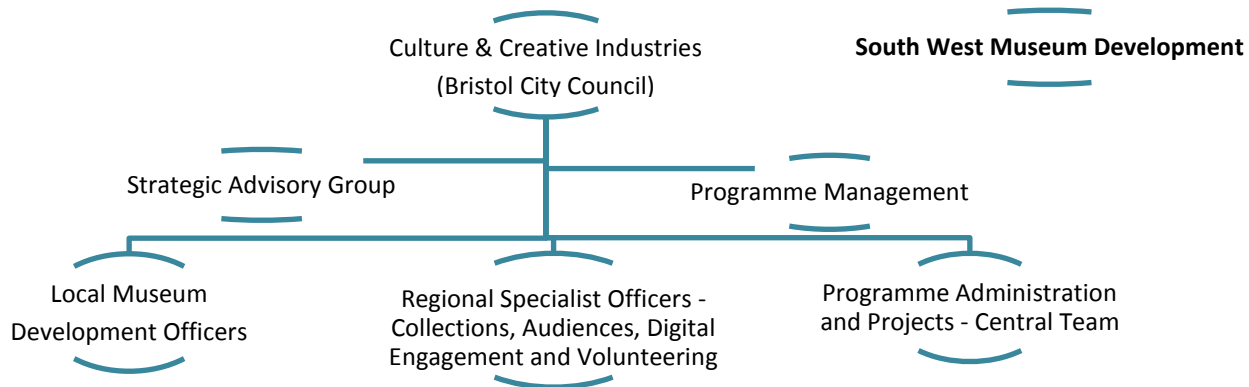 Culture & Creative Industries
(Bristol City Council)
South West Museum Development
Strategic Advisory Group
Programme Management
Local Museum
Development Officers
Regional Specialist Officers -
Collections, Audiences, Digital
Engagement and Volunteering
Programme Administration
and Projects - Central Team